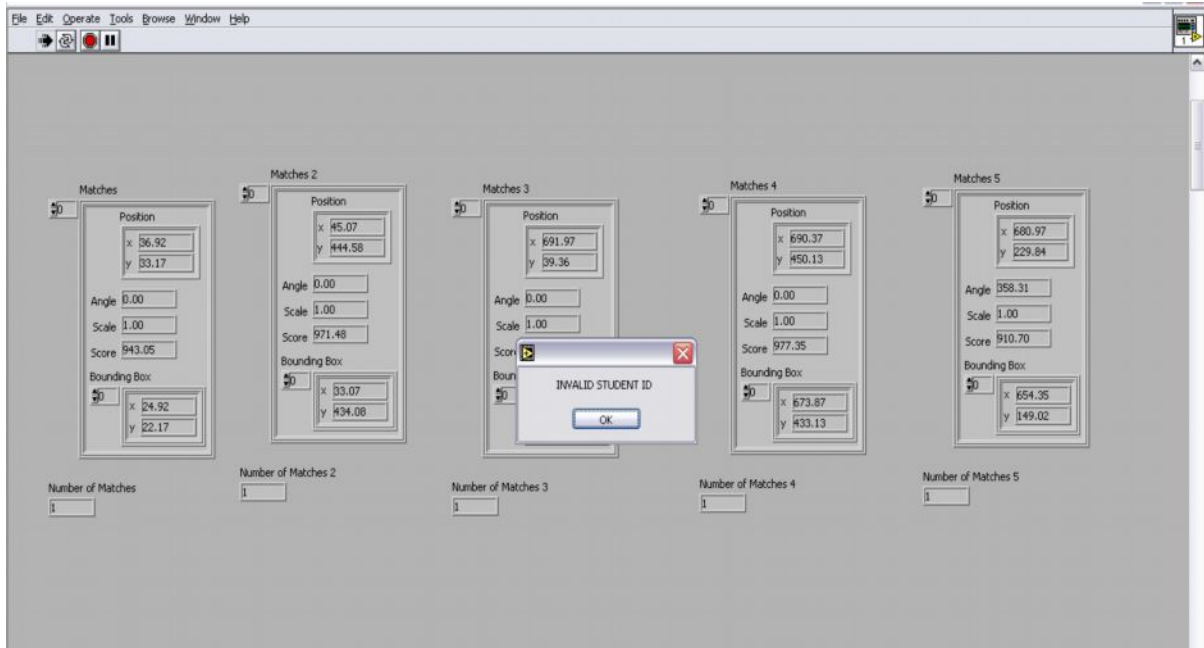 File Edit Operate Tools Browse Window Help
1
Matches
0
Position
x 36.92
y 33.17
Angle 0.00
Scale 1.00
Score 943.05
Bounding Box
0
x 24.92
y 22.17
Number of Matches
1
Matches 2
0
Position
x 45.07
y 444.58
Angle 0.00
Scale 1.00
Score 971.48
Bounding Box
0
x 33.07
y 434.08
Number of Matches 2
1
Matches 3
0
Position
x 691.97
y 39.36
Angle 0.00
Scale 1.00
Scor
Boun
0
Number of Matches 3
1
INVALID STUDENT ID
OK
Matches 4
0
Position
x 690.37
y 450.13
Angle 0.00
Scale 1.00
Score 977.35
Bounding Box
0
x 673.87
y 433.13
Number of Matches 4
1
Matches 5
0
Position
x 680.97
y 229.84
Angle 358.31
Scale 1.00
Score 910.70
Bounding Box
0
x 654.35
y 149.02
Number of Matches 5
1